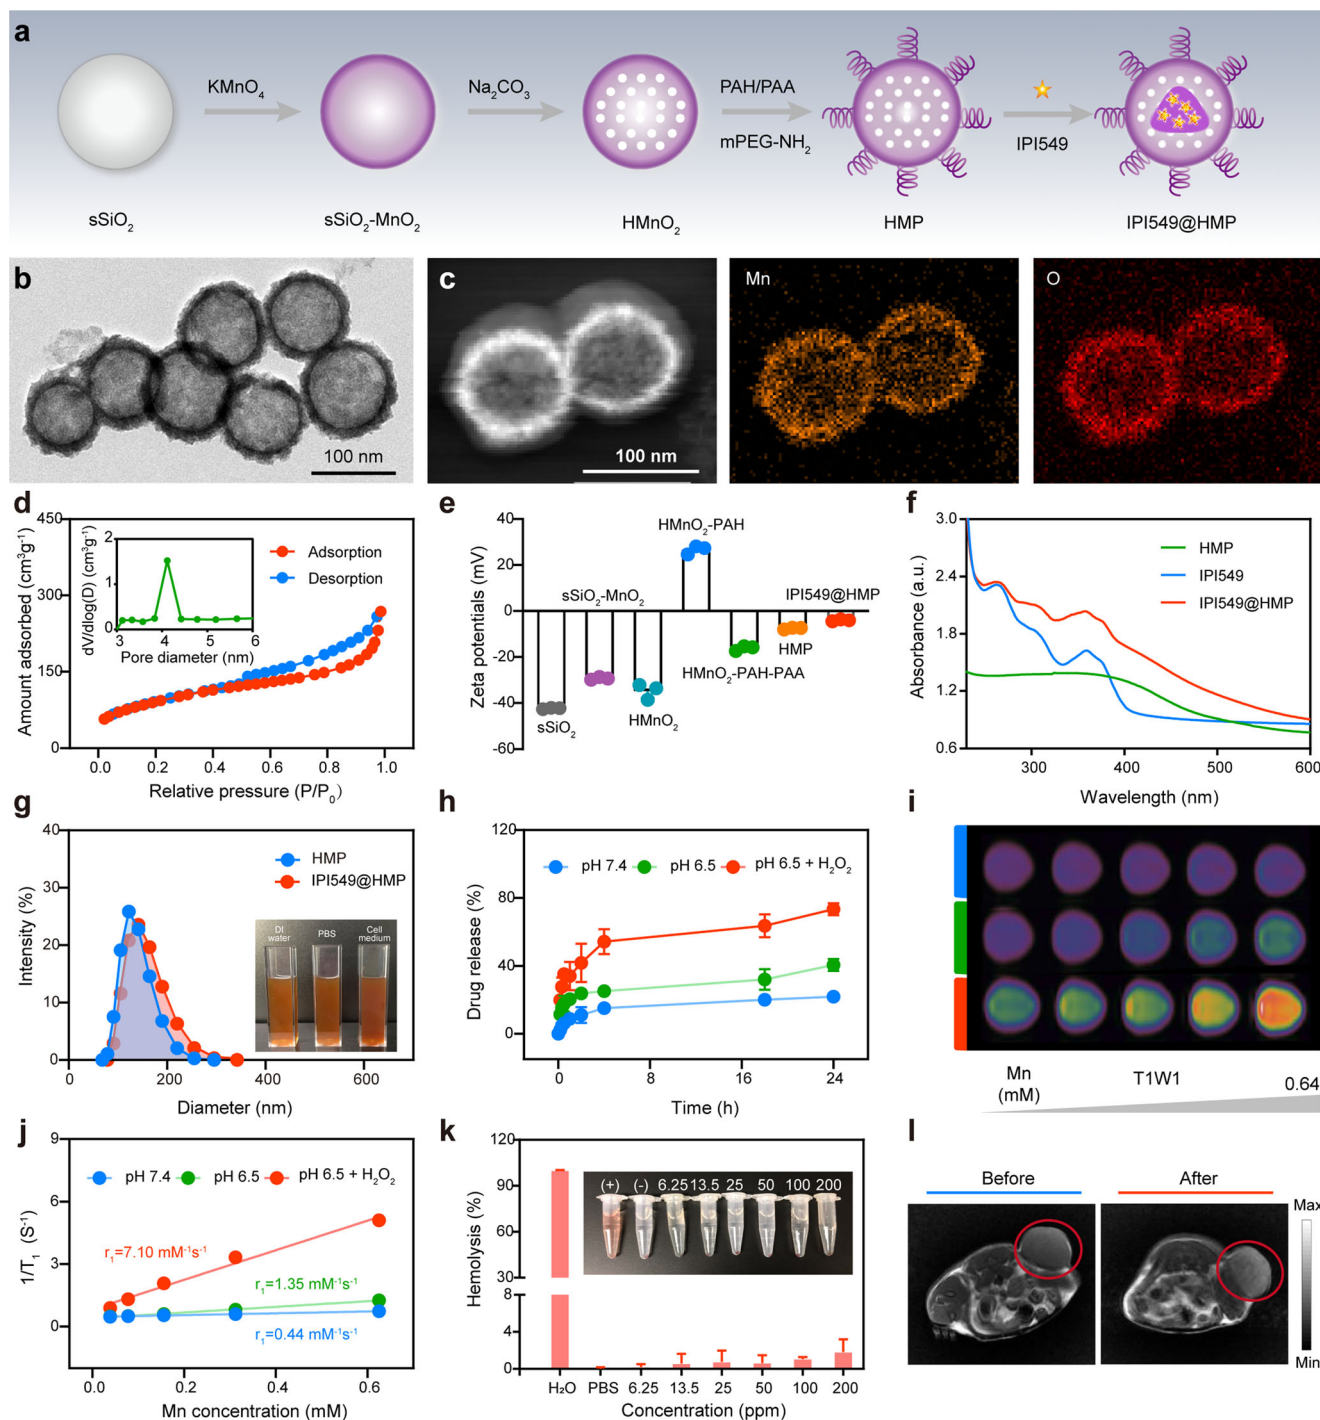 a
KMnO₄
Na₂CO₃
PAH/PAA
mPEG-NH₂
IPI549
sSiO₂
sSiO₂-MnO₂
HMnO₂
HMP
IPI549@HMP
b
100 nm
c
100 nm
Mn
O
d
Amount adsorbed (cm³g⁻¹)
450
300
150
0
dV/dlog(D) (cm³g⁻¹)
2
1
0
3
4
5
6
Pore diameter (nm)
Adsorption
Desorption
0.0
0.2
0.4
0.6
0.8
1.0
Relative pressure (P/P₀)
e
Zeta potentials (mV)
40
20
0
-20
-40
-60
HMnO₂-PAH
sSiO₂-MnO₂
IPI549@HMP
HMP
HMnO₂-PAH-PAA
HMnO₂
sSiO₂
f
Absorbance (a.u.)
3.0
2.4
1.8
1.2
0.6
HMP
IPI549
IPI549@HMP
300
400
500
600
Wavelength (nm)
g
Intensity (%)
40
30
20
10
0
HMP
IPI549@HMP
DI water
PBS
Cell medium
0
200
400
600
Diameter (nm)
h
Drug release (%)
120
80
40
0
pH 7.4
pH 6.5
pH 6.5 + H₂O₂
0
8
16
24
Time (h)
i
Mn (mM)
T1W1
0.64
j
1/T₁ (S⁻¹)
9
6
3
0
pH 7.4
pH 6.5
pH 6.5 + H₂O₂
r₁=7.10 mM⁻¹s⁻¹
r₁=1.35 mM⁻¹s⁻¹
r₁=0.44 mM⁻¹s⁻¹
0.0
0.2
0.4
0.6
Mn concentration (mM)
k
Hemolysis (%)
120
90
60
30
8
4
0
(+)
(-)
6.25
13.5
25
50
100
200
H₂O
PBS
6.25
13.5
25
50
100
200
Concentration (ppm)
l
Before
After
Max
Min